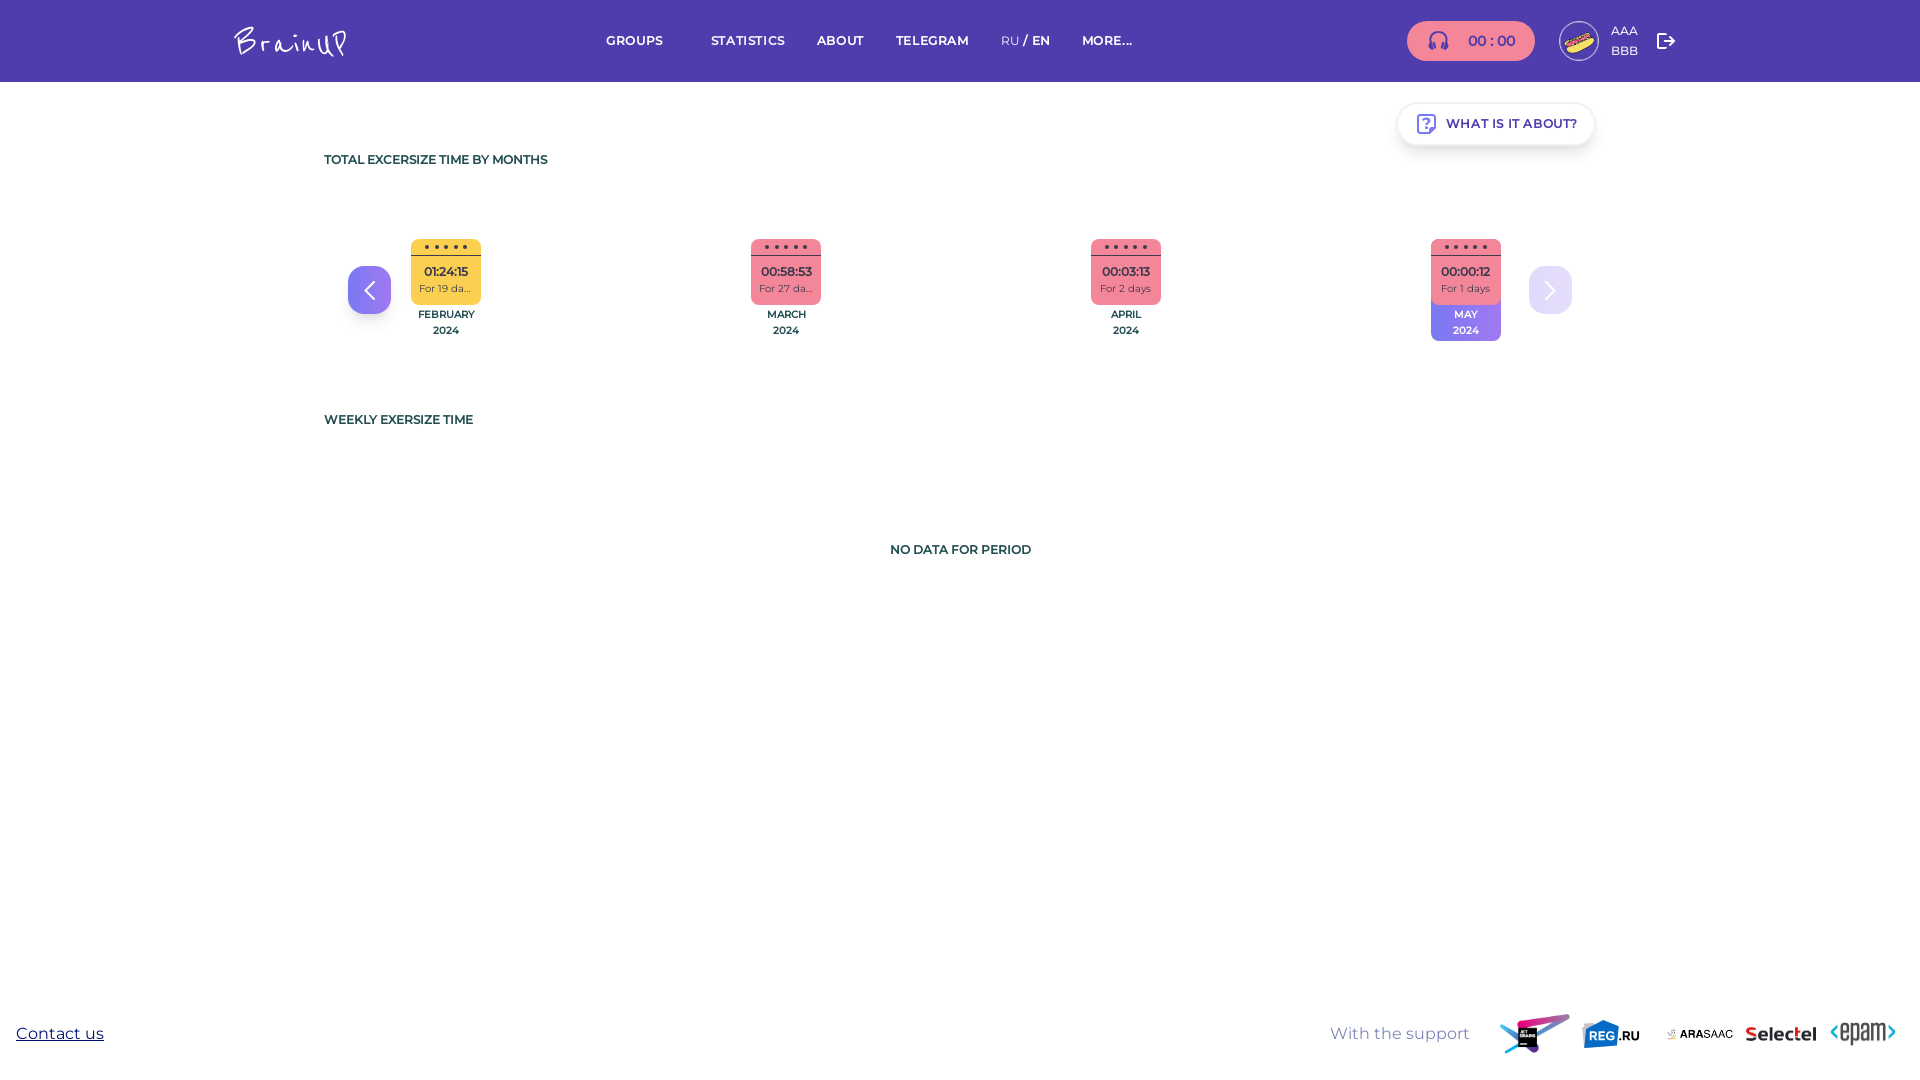 BrainUP GROUPS STATISTICS ABOUT TELEGRAM RU / EN MORE... 00 : 00 AAA
BBB
WHAT IS IT ABOUT?
TOTAL EXCERSIZE TIME BY MONTHS
01:24:15 00:58:53 00:03:13 00:00:12
For 19 da... For 27 da... For 2 days For 1 days
FEBRUARY MARCH APRIL MAY
2024 2024 2024 2024
WEEKLY EXERSIZE TIME
NO DATA FOR PERIOD
Contact us With the support JET BRAINS REG.RU ARASAAC Selectel <epam>